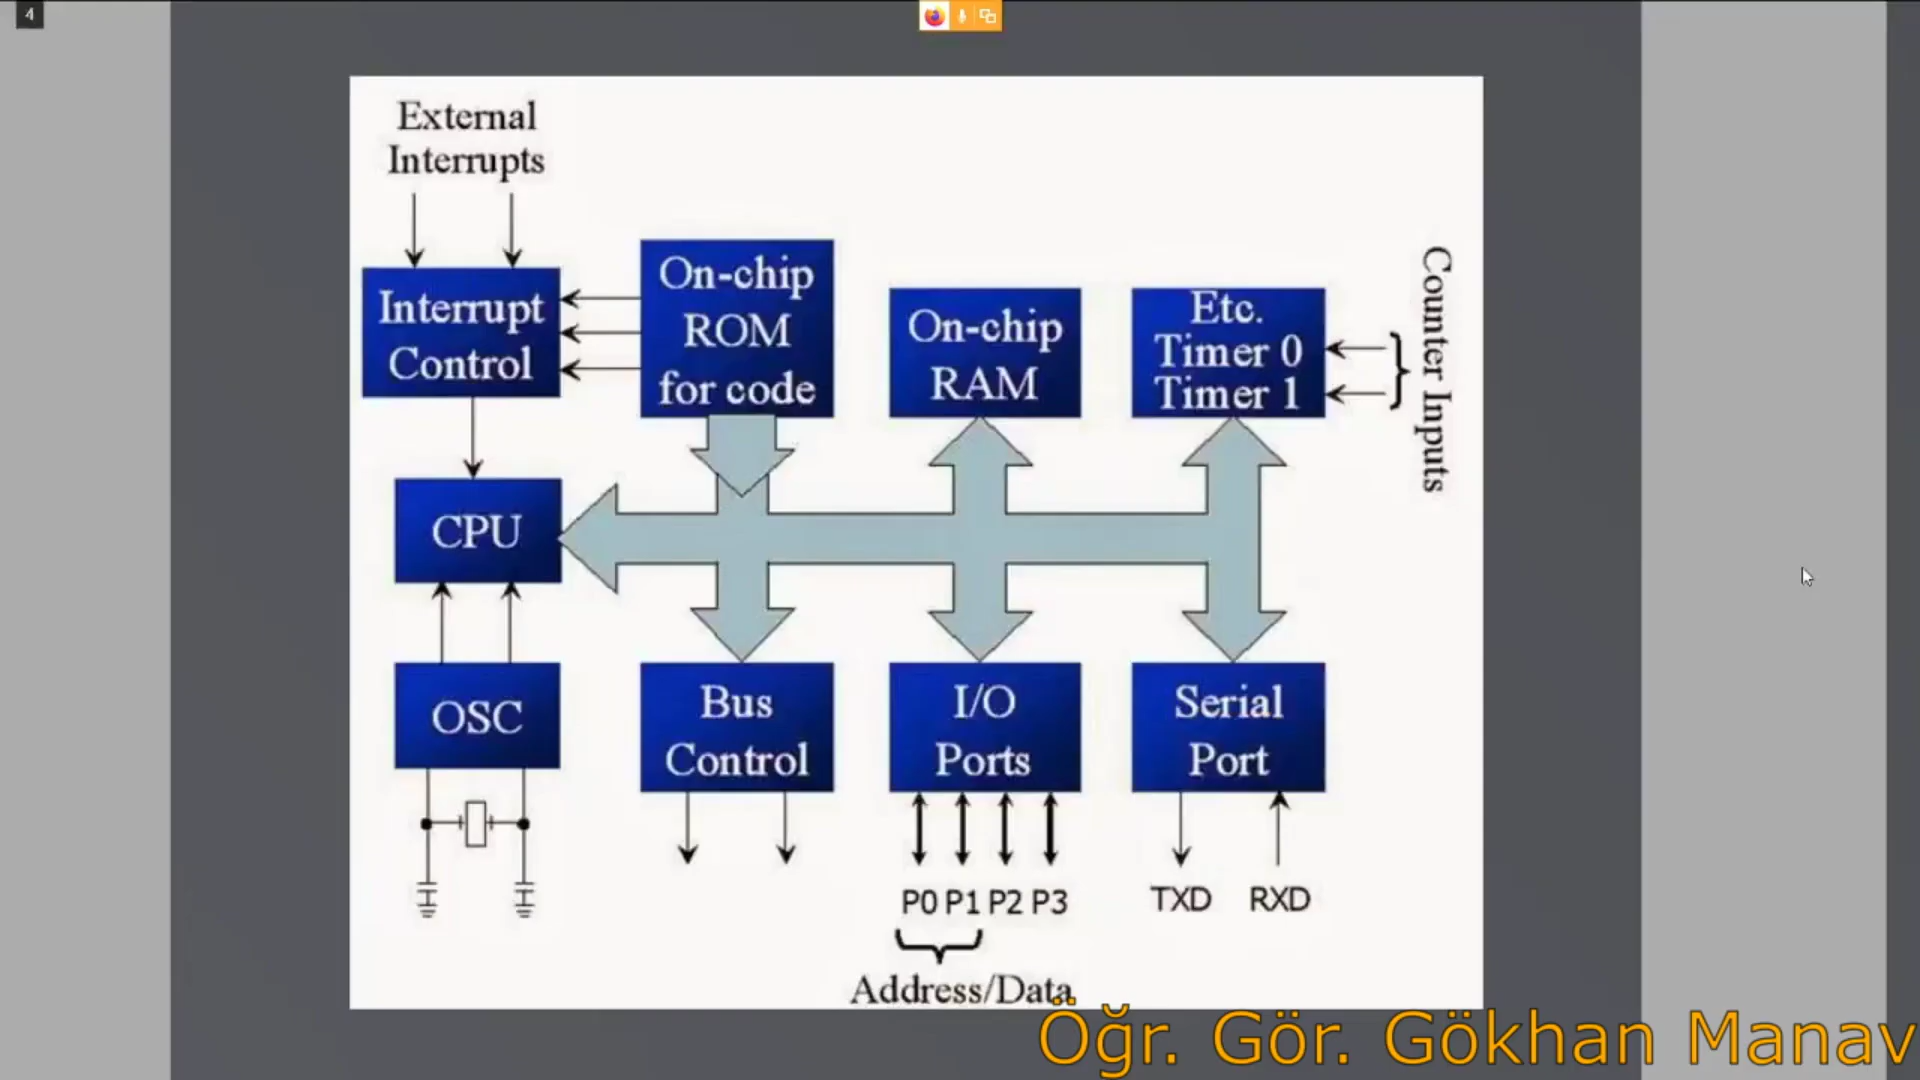 4
External
Interrupts
Interrupt
Control
On-chip
ROM
for code
On-chip
RAM
Etc.
Timer 0
Timer 1
Counter Inputs
CPU
OSC
Bus
Control
I/O
Ports
Serial
Port
P0 P1 P2 P3
TXD RXD
Address/Data
Öğr. Gör. Gökhan Manav